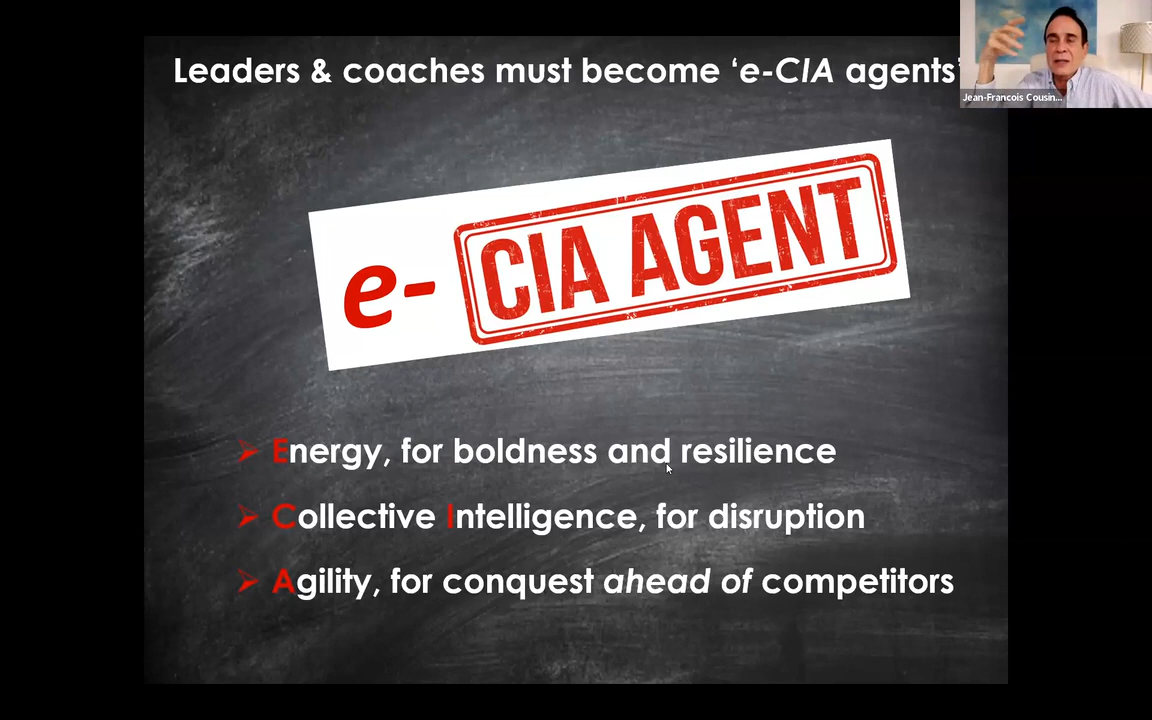 Leaders & coaches must become ‘e-CIA agents’
Jean-Francois Cousin...
e- CIA AGENT
➢ Energy, for boldness and resilience
➢ Collective Intelligence, for disruption
➢ Agility, for conquest ahead of competitors